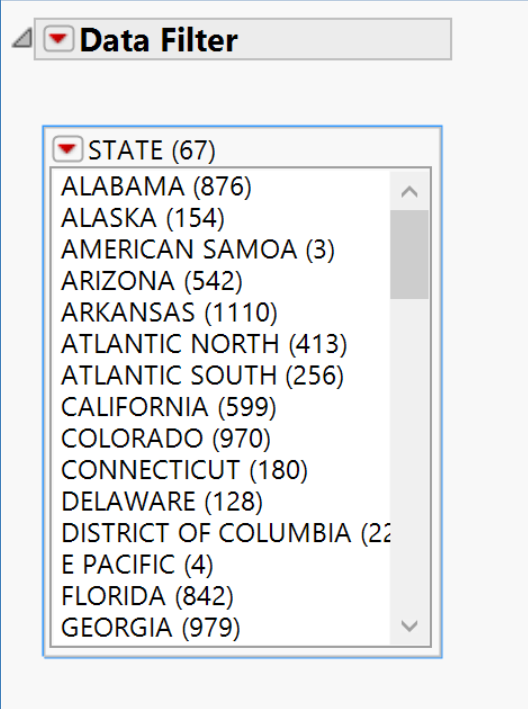 Data Filter
STATE (67)
ALABAMA (876)
ALASKA (154)
AMERICAN SAMOA (3)
ARIZONA (542)
ARKANSAS (1110)
ATLANTIC NORTH (413)
ATLANTIC SOUTH (256)
CALIFORNIA (599)
COLORADO (970)
CONNECTICUT (180)
DELAWARE (128)
DISTRICT OF COLUMBIA (22
E PACIFIC (4)
FLORIDA (842)
GEORGIA (979)